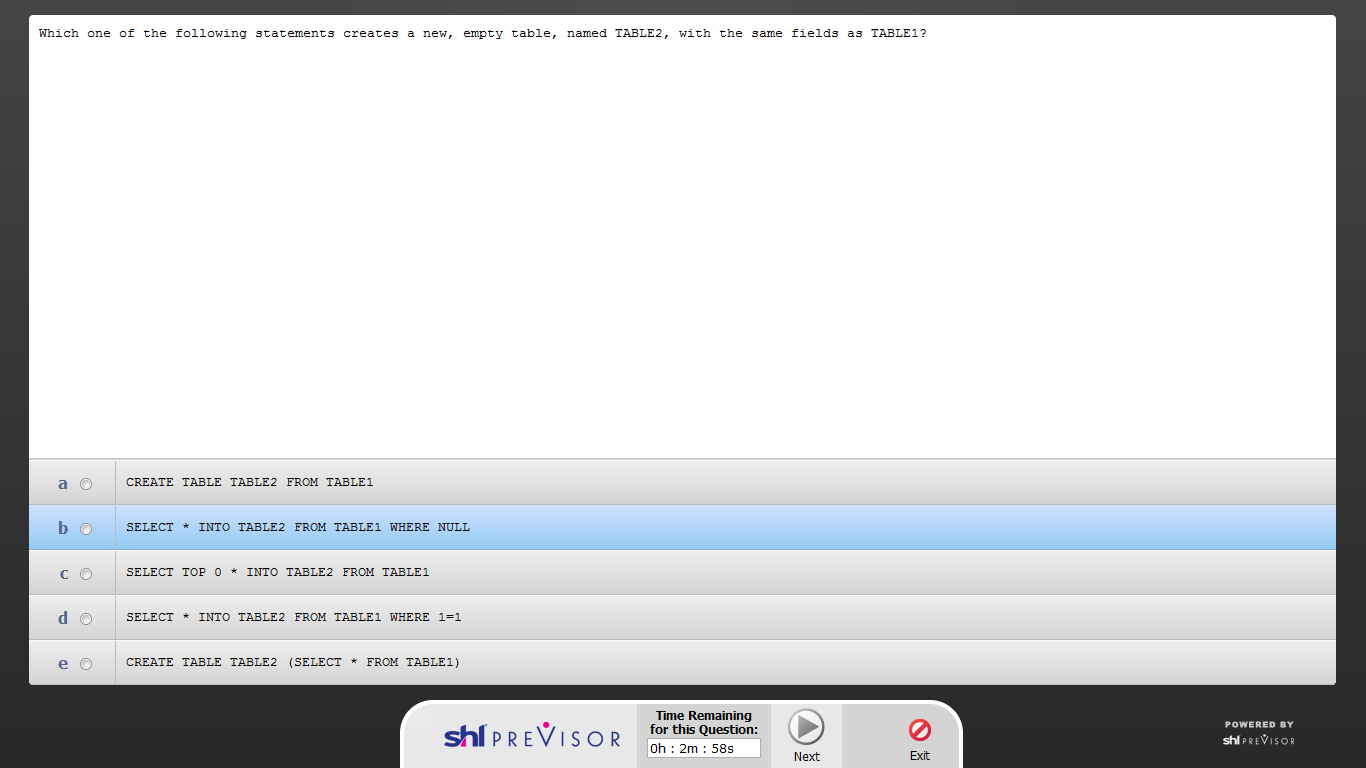 Which one of the following statements creates a new, empty table, named TABLE2, with the same fields as TABLE1?
a CREATE TABLE TABLE2 FROM TABLE1
b SELECT * INTO TABLE2 FROM TABLE1 WHERE NULL
c SELECT TOP 0 * INTO TABLE2 FROM TABLE1
d SELECT * INTO TABLE2 FROM TABLE1 WHERE 1=1
e CREATE TABLE TABLE2 (SELECT * FROM TABLE1)
shl PREVISOR
Time Remaining
for this Question:
0h : 2m : 58s
Next
Exit
POWERED BY
shl PREVISOR